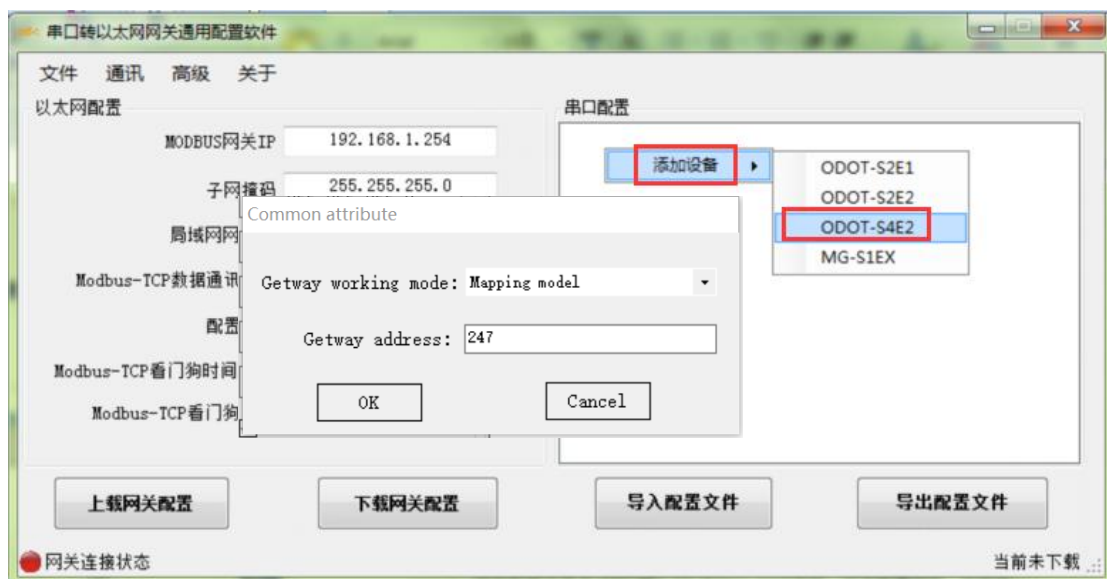 串口转以太网网关通用配置软件
文件 通讯 高级 关于
以太网配置
MODBUS网关IP 192.168.1.254
子网撞码 255.255.255.0
局域网网
Modbus-TCP数据通讯
配置
Modbus-TCP看门狗时间
Modbus-TCP看门狗
Common attribute
Getway working mode: Mapping model
Getway address: 247
OK Cancel
串口配置
添加设备
ODOT-S2E1
ODOT-S2E2
ODOT-S4E2
MG-S1EX
上载网关配置 下载网关配置 导入配置文件 导出配置文件
网关连接状态 当前未下载